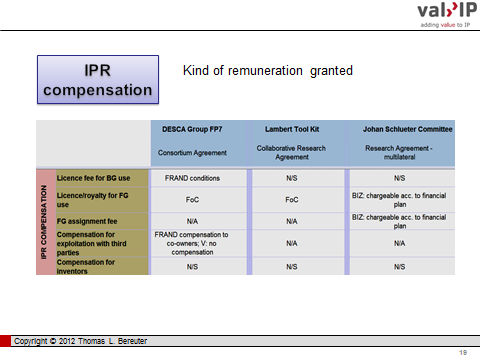 val IP
adding value to IP
IPR
compensation
Kind of remuneration granted
DESCA Group FP7
Lambert Tool Kit
Johan Schlueter Committee
Consortium Agreement
Collaborative Research
Agreement
Research Agreement -
multilateral
IPR COMPENSATION
Licence fee for BG use
FRAND conditions
N/S
N/S
Licence/royalty for FG
use
FoC
FoC
BIZ: chargeable acc. to financial
plan
FG assignment fee
N/A
N/A
BIZ: chargeable acc. to financial
plan
Compensation for
exploitation with third
parties
FRAND compensation to
co-owners; V: no
compensation
N/A
N/A
Compensation for
inventors
N/S
N/S
N/S
Copyright © 2012 Thomas L. Bereuter
19